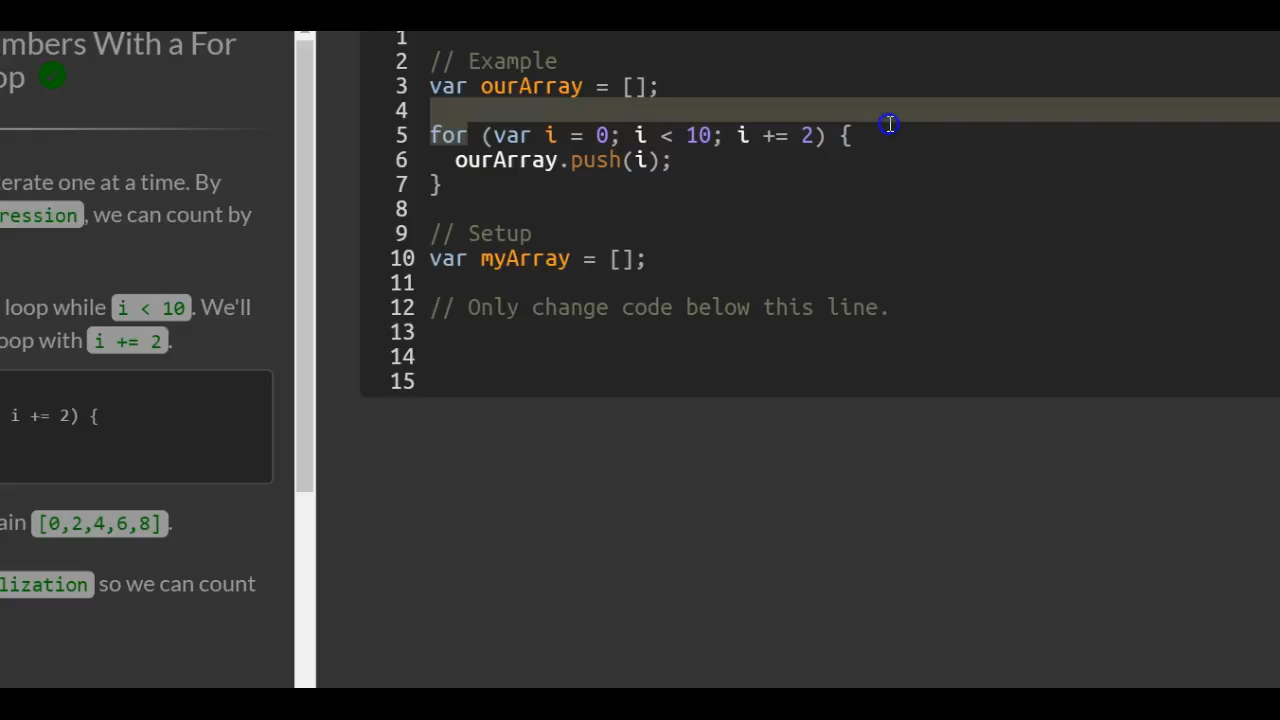 mbers With a For
op
erate one at a time. By
ression, we can count by
loop while i < 10. We'll
oop with i += 2.
i += 2) {
ain [0,2,4,6,8].
lization so we can count
1
2 // Example
3 var ourArray = [];
4
5 for (var i = 0; i < 10; i += 2) {
6 ourArray.push(i);
7 }
8
9 // Setup
10 var myArray = [];
11
12 // Only change code below this line.
13
14
15